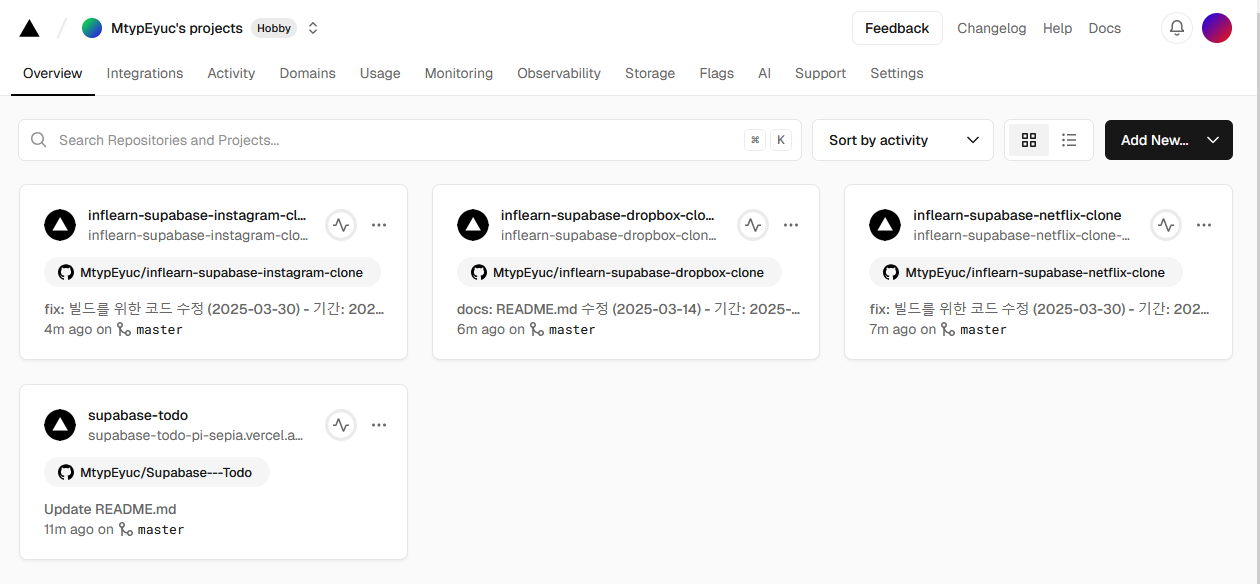 MtypEyuc's projects Hobby
Feedback Changelog Help Docs
Overview Integrations Activity Domains Usage Monitoring Observability Storage Flags AI Support Settings
Search Repositories and Projects... ⌘ K
Sort by activity
Add New...
inflearn-supabase-instagram-cl...
inflearn-supabase-instagram-clo...
MtypEyuc/inflearn-supabase-instagram-clone
fix: 빌드를 위한 코드 수정 (2025-03-30) - 기간: 202...
4m ago on master
inflearn-supabase-dropbox-clo...
inflearn-supabase-dropbox-clon...
MtypEyuc/inflearn-supabase-dropbox-clone
docs: README.md 수정 (2025-03-14) - 기간: 2025-...
6m ago on master
inflearn-supabase-netflix-clone
inflearn-supabase-netflix-clone-...
MtypEyuc/inflearn-supabase-netflix-clone
fix: 빌드를 위한 코드 수정 (2025-03-30) - 기간: 202...
7m ago on master
supabase-todo
supabase-todo-pi-sepia.vercel.a...
MtypEyuc/Supabase---Todo
Update README.md
11m ago on master